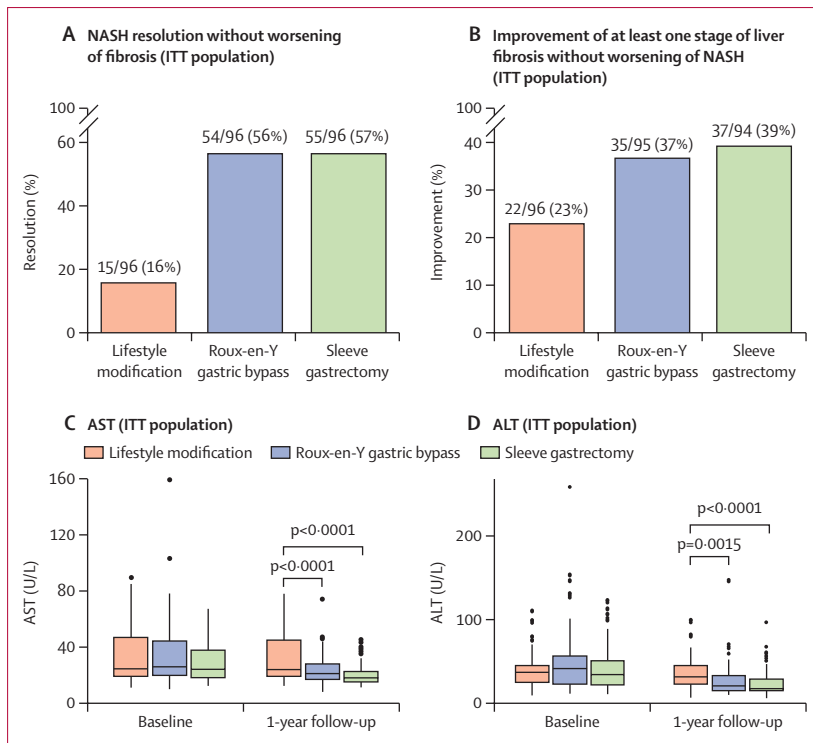 A NASH resolution without worsening
of fibrosis (ITT population)
100
60
40
20
0
Resolution (%)
15/96 (16%)
54/96 (56%)
55/96 (57%)
Lifestyle
modification
Roux-en-Y
gastric bypass
Sleeve
gastrectomy
B Improvement of at least one stage of liver
fibrosis without worsening of NASH
(ITT population)
100
40
30
20
10
0
Improvement (%)
22/96 (23%)
35/95 (37%)
37/94 (39%)
Lifestyle
modification
Roux-en-Y
gastric bypass
Sleeve
gastrectomy
C AST (ITT population)
Lifestyle modification Roux-en-Y gastric bypass Sleeve gastrectomy
160
120
80
40
0
AST (U/L)
p<0·0001
p<0·0001
Baseline
1-year follow-up
D ALT (ITT population)
200
100
0
ALT (U/L)
p<0·0001
p=0·0015
Baseline
1-year follow-up